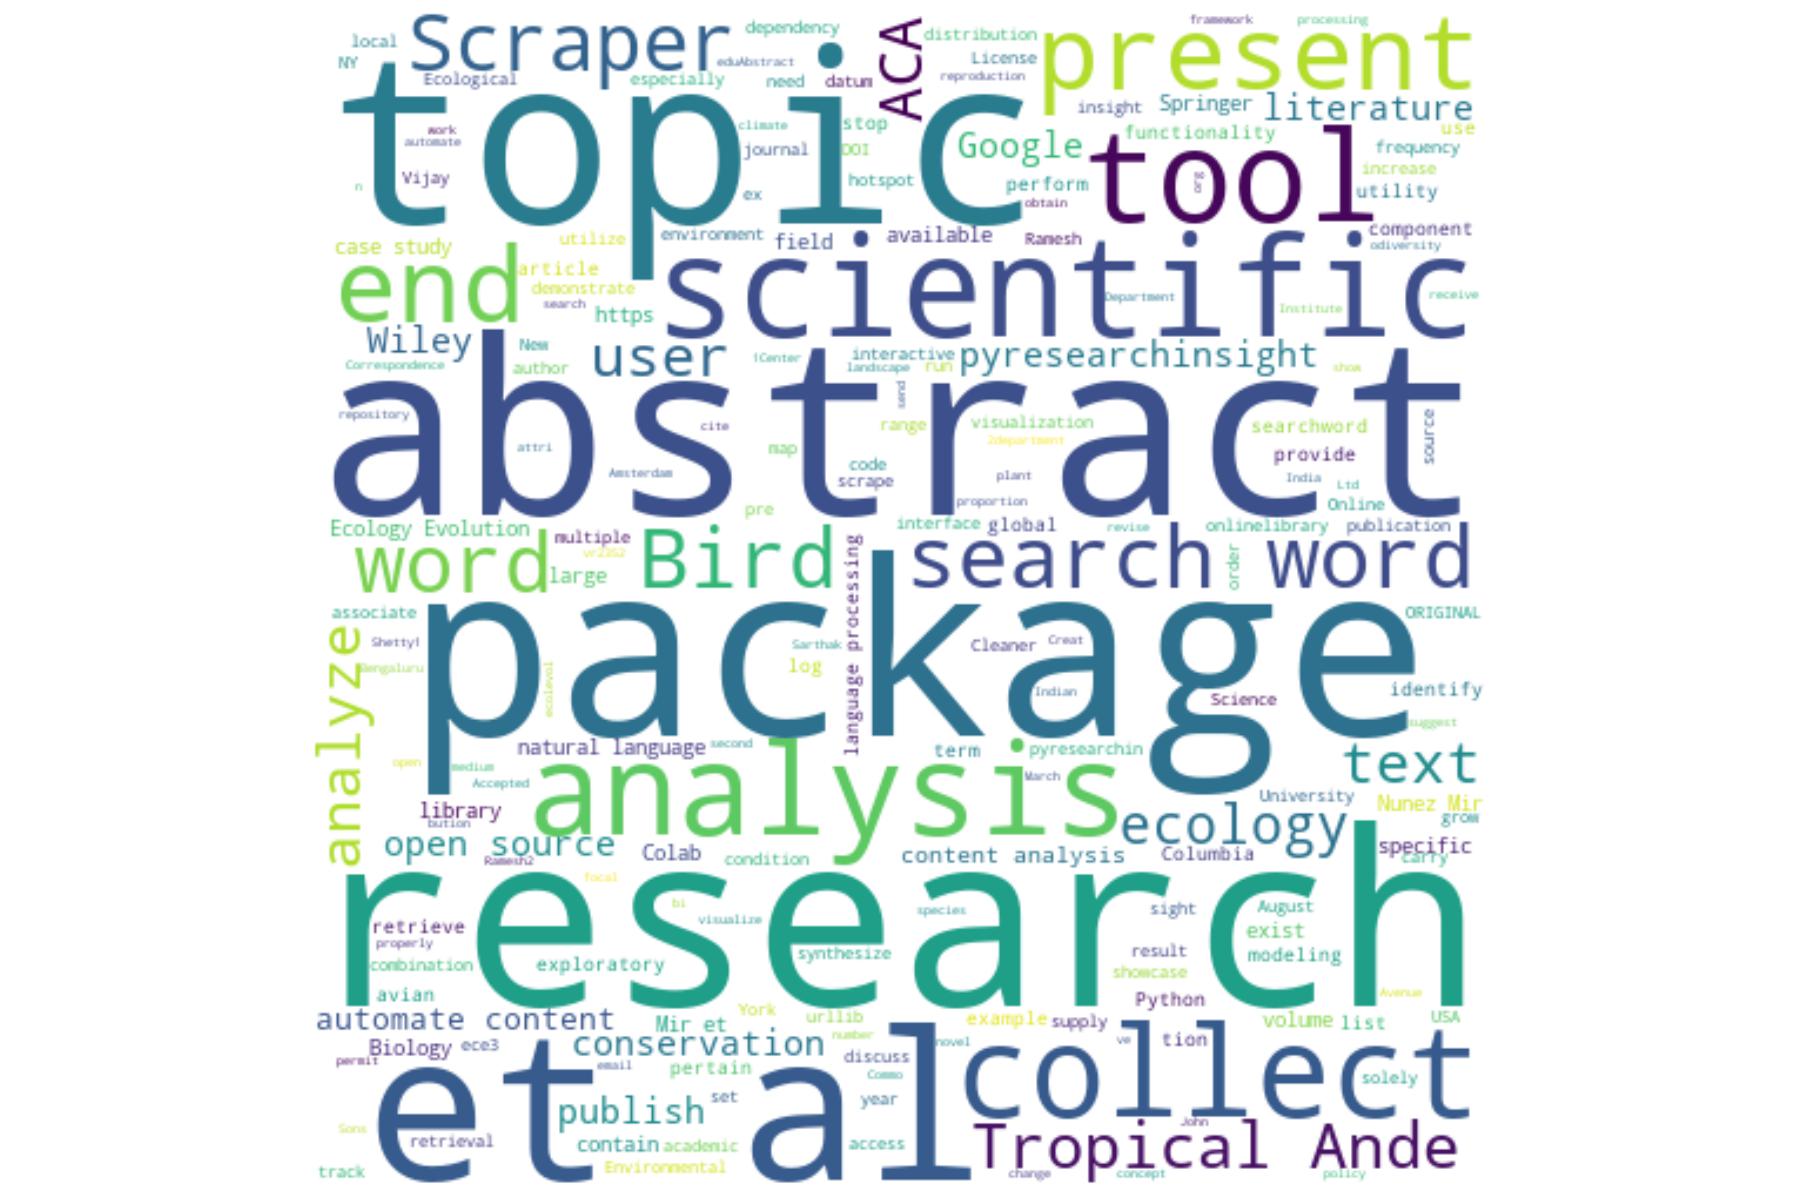 Scraper
dependency
ACA
distribution
framework
processing
present
local
NY
Ecological
eduAbstract
especially
need
datum
License
reproduction
insight
Springer
literature
topic
work
automate
climate
stop
journal
DOI
Google
functionality
use
tool
frequency
increase
utility
n
Vijay
hotspot
perform
org
ex
obtain
case study
utilize
environment
field
available
Ramesh
component
odiversity
end
article
demonstrate
search
https
scientific
Department
Institute
receive
Wiley
New
user
1Center
interactive
landscape
run
pyresearchinsight
show
Correspondence
author
abstract
repository
send
cite
range
visualization
2department
searchword
source
attri
map
provide
Amsterdam
code
scrape
plant
India
Ltd
proportion
Online
pre
Ecology Evolution
multiple
vr2352
interface
global
revise
onlinelibrary
publication
word
large
Bird
language processing
search word
order
associate
ORIGINAL
package
analyze
Shetty1
Sarthak
Cleaner
Creat
Bengaluru
ecolevol
log
Indian
Science
identify
suggest
natural language
second
term
pyresearchin
open
medium
Accepted
analysis
March
text
library
bution
University
Nunez Mir
grow
ecology
open source
Ramesh2
Colab
condition
content analysis
Columbia
specific
carry
focal
research
bi
visualize
species
sight
August
retrieve
properly
exist
combination
exploratory
synthesize
result
modeling
showcase
avian
Python
Avenue
automate content
York
urllib
Mir et
example
supply
volume
list
USA
Biology
ece3
conservation
number
novel
ve
tion
permit
email
pertain
discuss
Commo
collect
solely
et al
publish
set
year
John
Sons
retrieval
contain
academic
access
Tropical Ande
track
Environmental
change
concept
policy